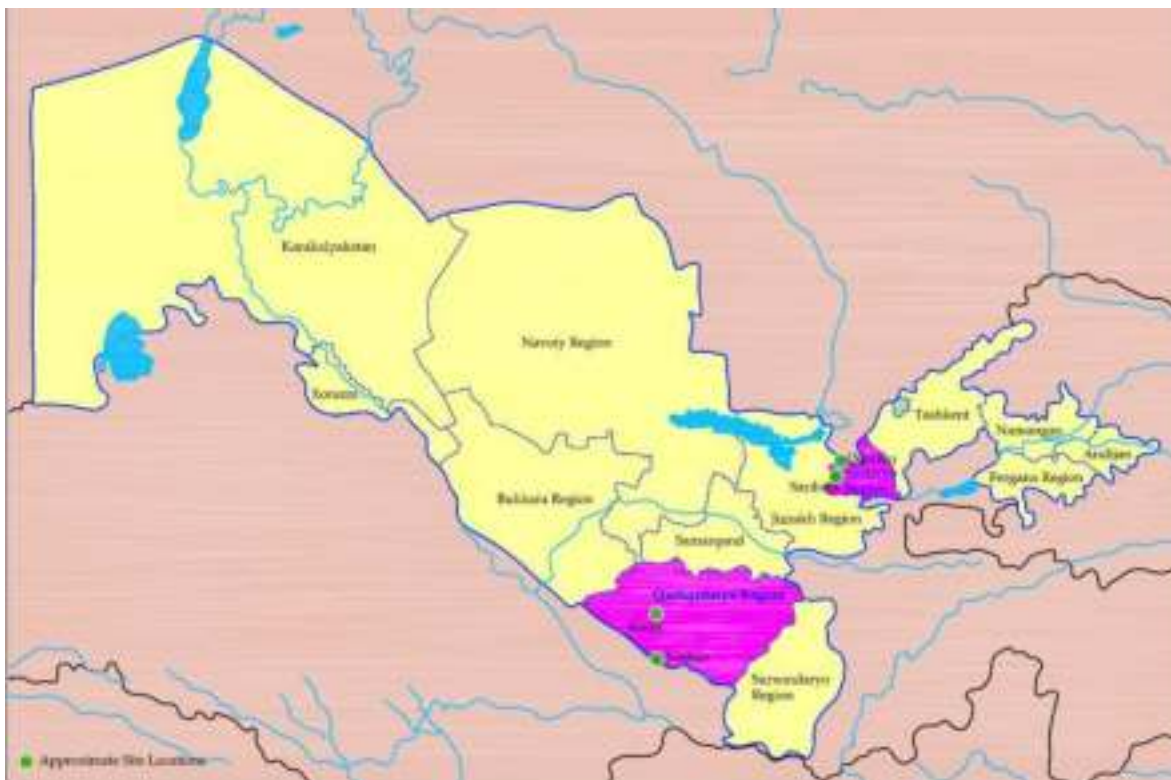 Karakalpakstan
Navoiy Region
Xorazm
Tashkent
Namangan
Andijan
Fergana Region
Bukhara Region
Jizzakh Region
Samarqand
Qashqadaryo Region
Surxondaryo
Region
Approximate Site Locations